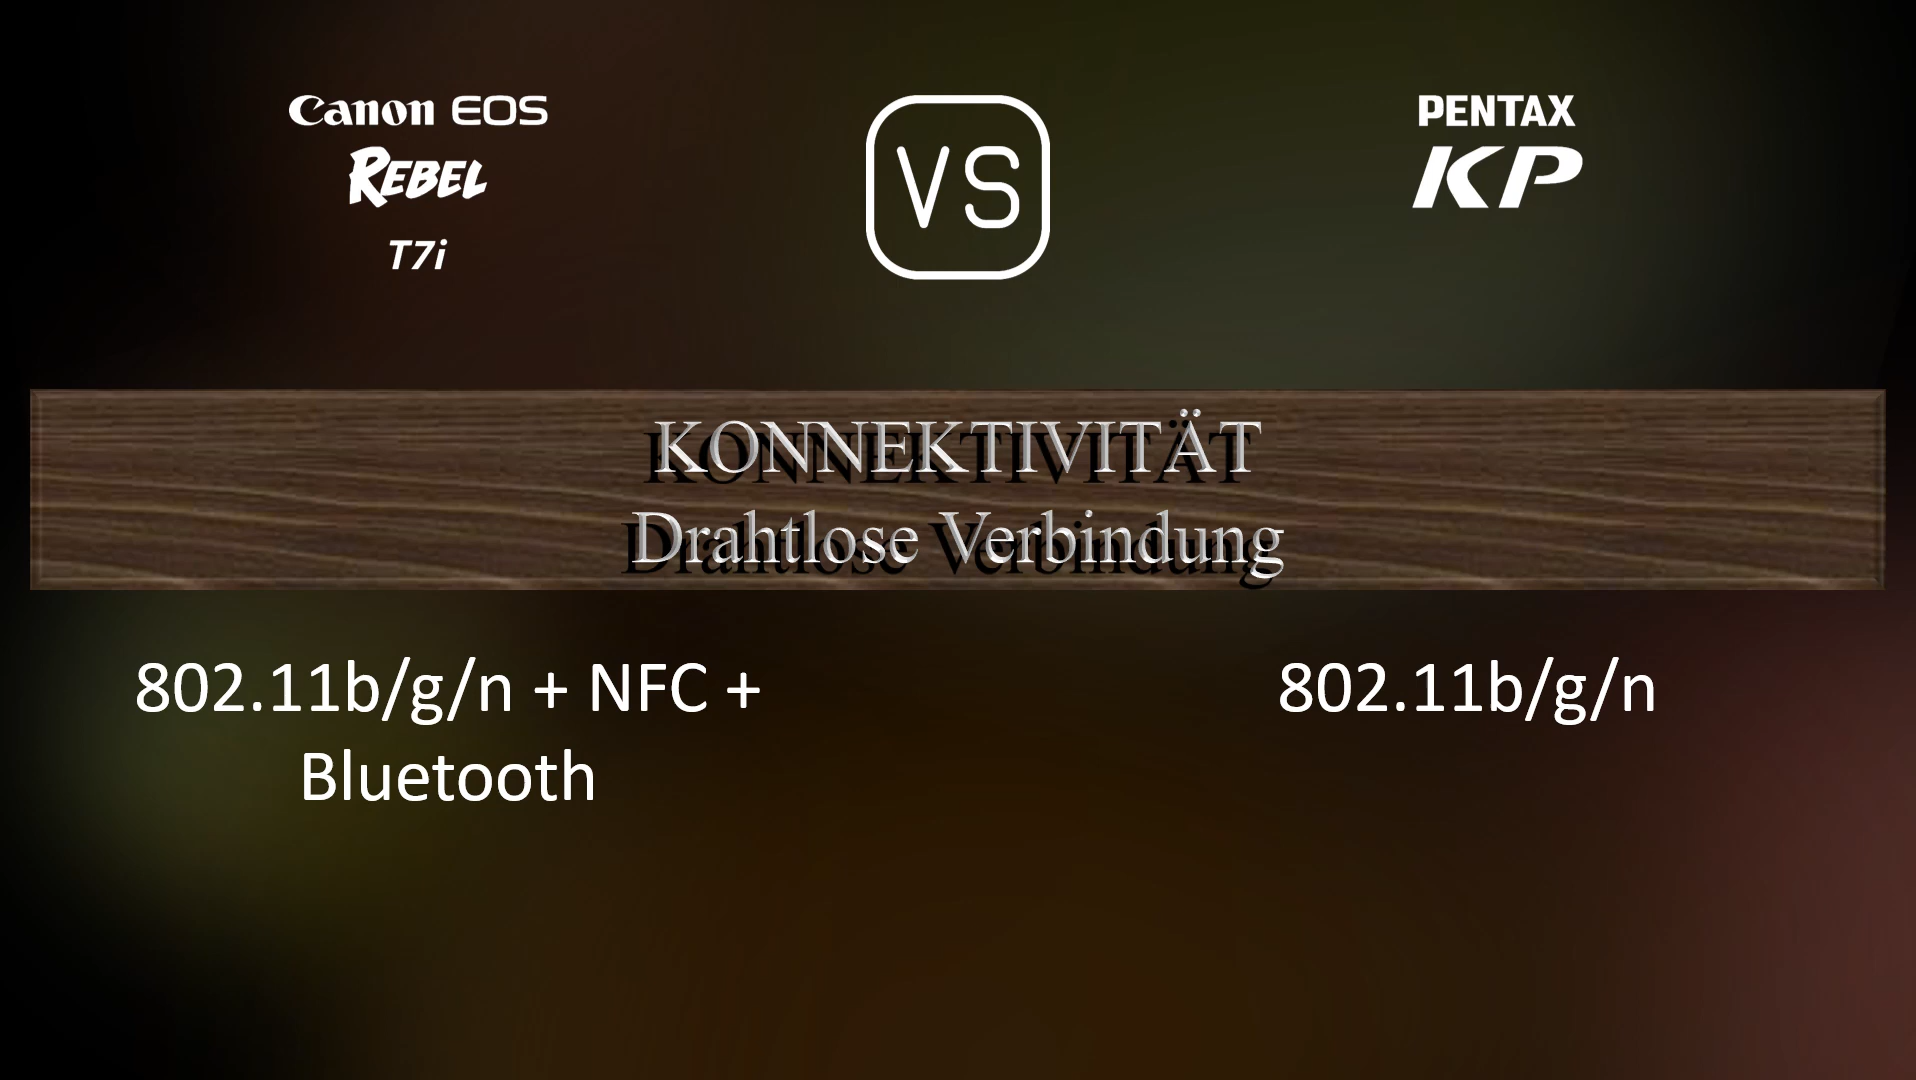 Canon EOS
REBEL
T7i
VS
PENTAX
KP
KONNEKTIVITÄT
Drahtlose Verbindung
802.11b/g/n + NFC +
Bluetooth
802.11b/g/n